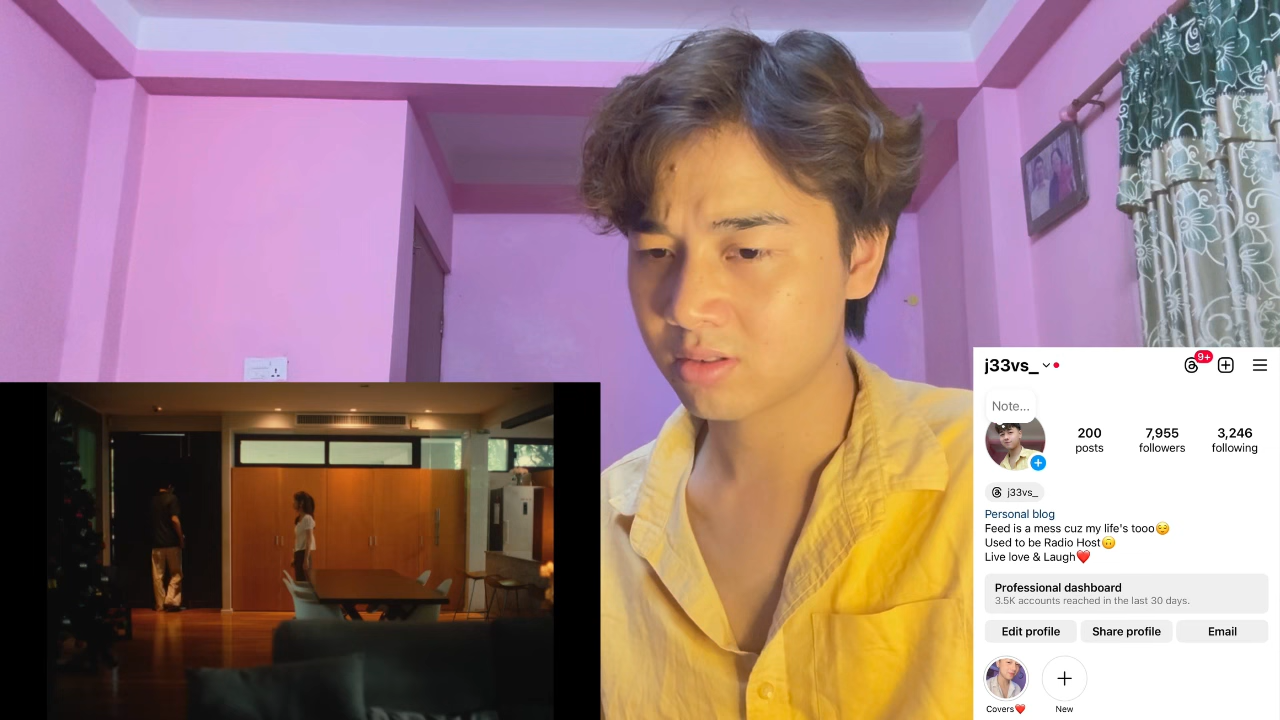 j33vs_
9+
Note...
200
posts
7,955
followers
3,246
following
j33vs_
Personal blog
Feed is a mess cuz my life's tooo😌
Used to be Radio Host🙃
Live love & Laugh❤️
Professional dashboard
3.5K accounts reached in the last 30 days.
Edit profile
Share profile
Email
Covers❤️
New